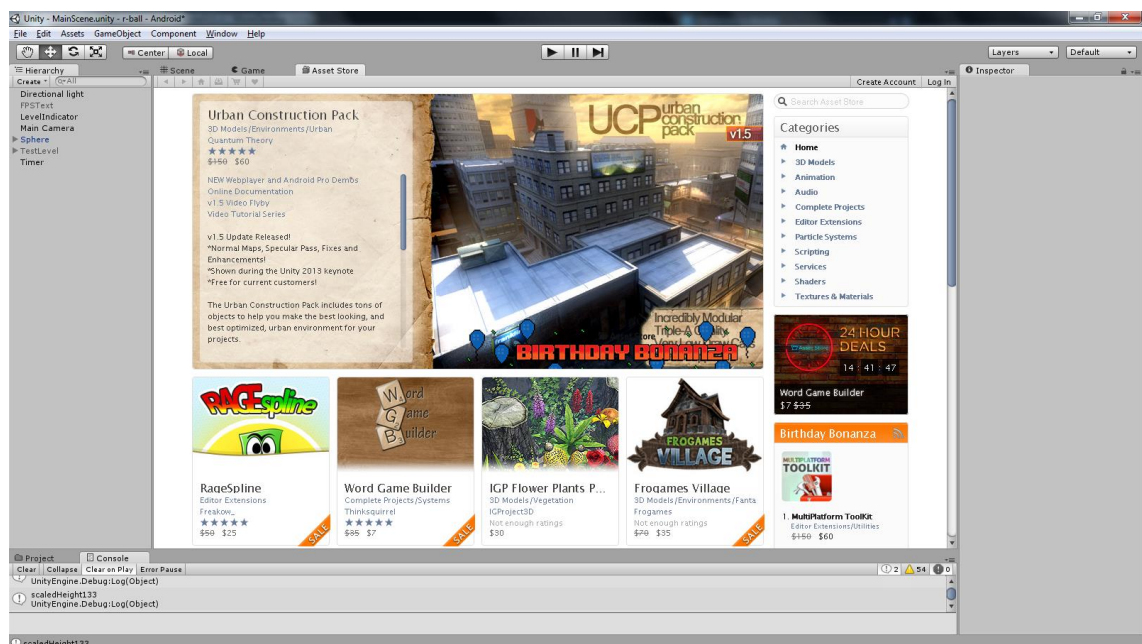 Unity - MainScene.unity - r-ball - Android*
File Edit Assets GameObject Component Window Help
Center Local
Layers Default
Hierarchy
Create All
Directional light
FPSText
LevelIndicator
Main Camera
Sphere
TestLevel
Timer
Scene Game Asset Store
Create Account Log In
Urban Construction Pack
3D Models/Environments/Urban
Quantum Theory
$150 $60
NEW Webplayer and Android Pro Demos
Online Documentation
v1.5 Video Flyby
Video Tutorial Series
v1.5 Update Released!
*Normal Maps, Specular Pass, Fixes and
Enhancements!
*Shown during the Unity 2013 keynote
*Free for current customers!
The Urban Construction Pack includes tons of
objects to help you make the best looking, and
best optimized, urban environment for your
projects.
UCP urban
construction
pack v1.5
Incredibly Modular
Triple-A Quality
Very Low Draw
BIRTHDAY BONANZA
Search Asset Store
Categories
Home
3D Models
Animation
Audio
Complete Projects
Editor Extensions
Particle Systems
Scripting
Services
Shaders
Textures & Materials
24 HOUR
DEALS
14 : 41 : 47
Word Game Builder
$7 $35
Birthday Bonanza
MULTIPLATFORM
TOOLKIT
1. MultiPlatform ToolKit
Editor Extensions/Utilities
$150 $60
RAGESpline
RageSpline
Editor Extensions
Freakow_
$50 $25
SALE
Word
Game
Builder
Word Game Builder
Complete Projects/Systems
Thinksquirrel
$35 $7
SALE
IGP Flower Plants P...
3D Models/Vegetation
IGProject3D
Not enough ratings
$30
FROGAMES
VILLAGE
Frogames Village
3D Models/Environments/Fanta
Frogames
Not enough ratings
$70 $35
SALE
Inspector
Project Console
Clear Collapse Clear on Play Error Pause
2 54 0
UnityEngine.Debug:Log(Object)
scaledHeight133
UnityEngine.Debug:Log(Object)
scaledHeight133